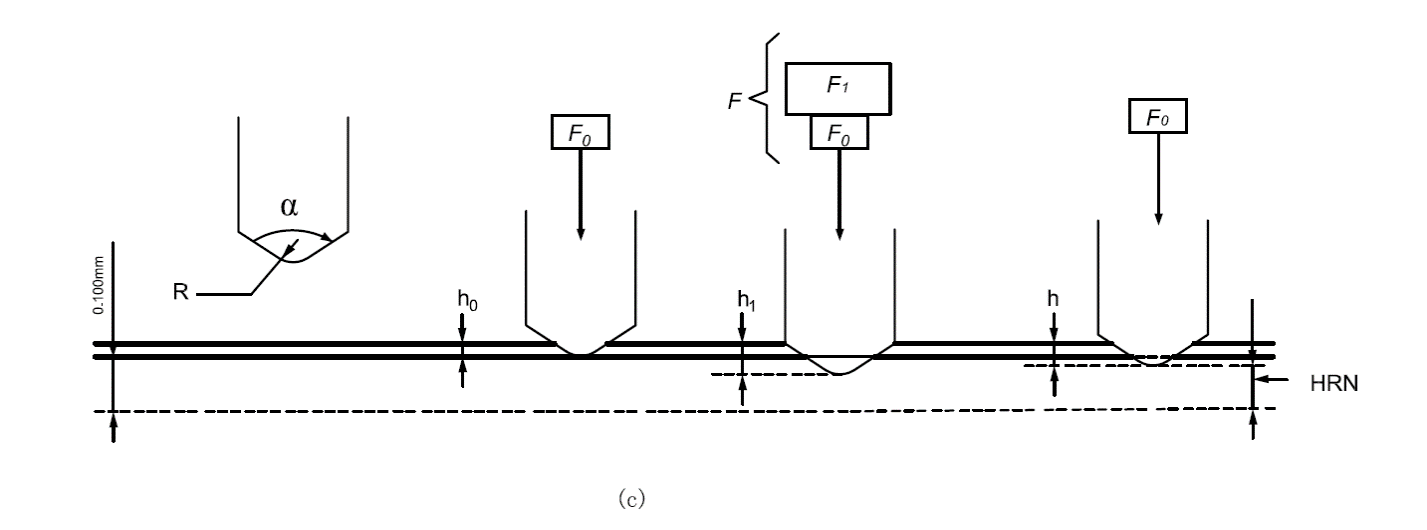 F₁
F
F₀
F₀
F₀
α
R
0.100mm
h₀
h₁
h
HRN
(c)